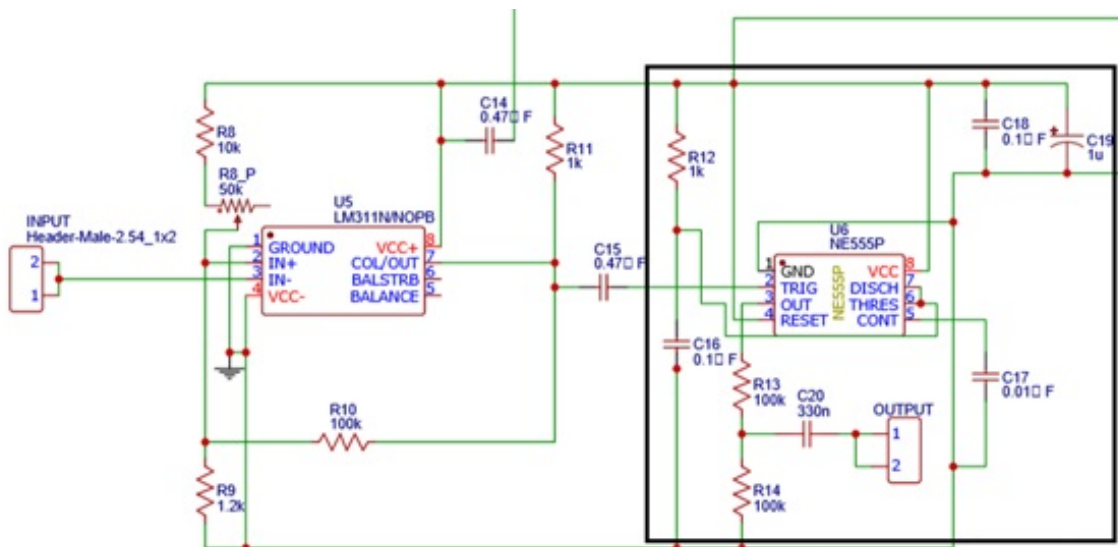 C14
0.47□ F
R8
10k
R11
1k
R12
1k
C18
0.1□ F
C19
1u
R8_P
50k
U5
LM311N/NOPB
INPUT
Header-Male-2.54_1x2
2
1
1
2
3
4
GROUND
IN+
IN-
VCC-
VCC+
COL/OUT
BALSTRB
BALANCE
8
7
6
5
C15
0.47□ F
U6
NE555P
1
2
3
4
GND
TRIG
OUT
RESET
NE555P
VCC
DISCH
THRES
CONT
8
7
6
5
C16
0.1□ F
C17
0.01□ F
R13
100k
C20
330n
OUTPUT
1
2
R10
100k
R9
1.2k
R14
100k